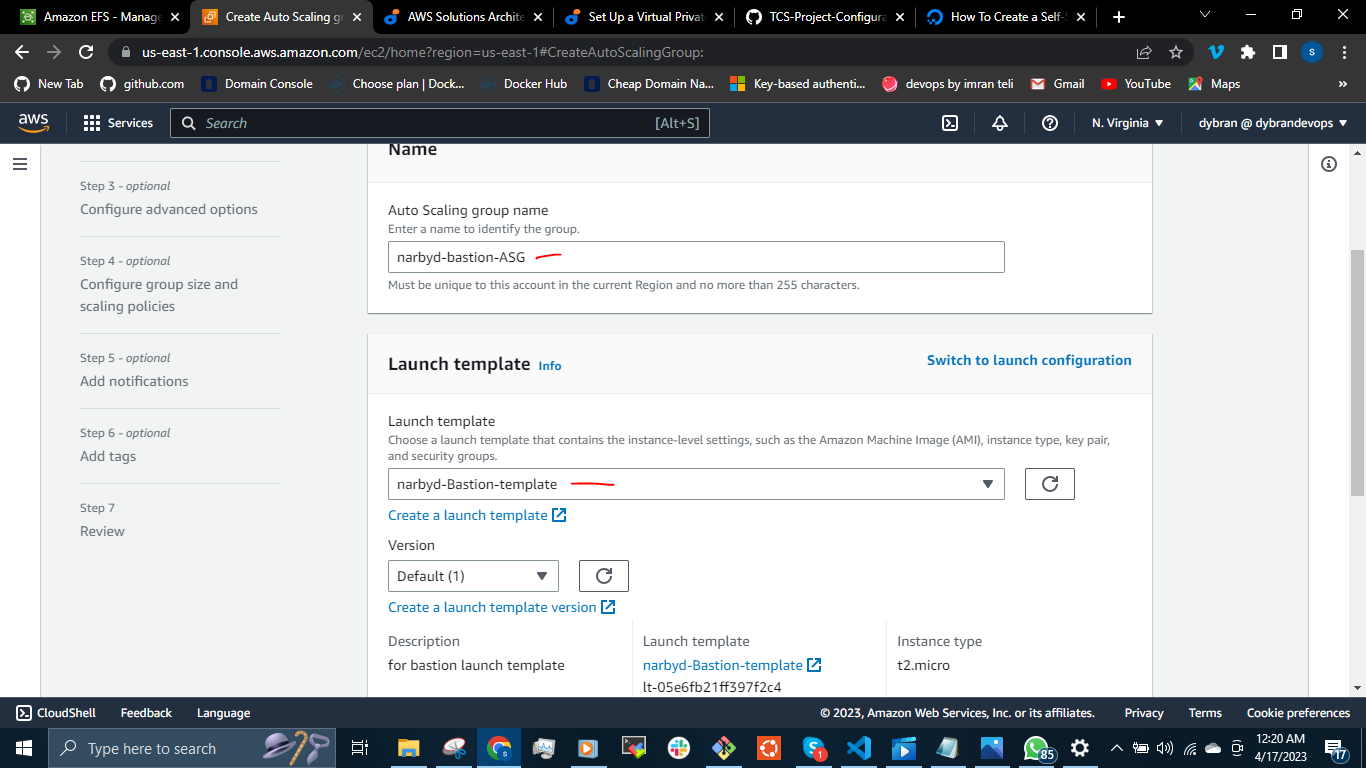 Amazon EFS - Manage
Create Auto Scaling gr
AWS Solutions Archite
Set Up a Virtual Privat
TCS-Project-Configura
How To Create a Self-S
us-east-1.console.aws.amazon.com/ec2/home?region=us-east-1#CreateAutoScalingGroup:
S
New Tab
github.com
Domain Console
Choose plan | Dock...
Docker Hub
Cheap Domain Na...
Key-based authenti...
devops by imran teli
Gmail
YouTube
Maps
»
aws
Services
Search
[Alt+S]
N. Virginia
dybran @ dybrandevops
Step 3 - optional
Configure advanced options
Step 4 - optional
Configure group size and
scaling policies
Step 5 - optional
Add notifications
Step 6 - optional
Add tags
Step 7
Review
Name
Auto Scaling group name
Enter a name to identify the group.
narbyd-bastion-ASG
Must be unique to this account in the current Region and no more than 255 characters.
Launch template Info
Switch to launch configuration
Launch template
Choose a launch template that contains the instance-level settings, such as the Amazon Machine Image (AMI), instance type, key pair,
and security groups.
narbyd-Bastion-template
Create a launch template
Version
Default (1)
Create a launch template version
Description
for bastion launch template
Launch template
narbyd-Bastion-template
lt-05e6fb21ff397f2c4
Instance type
t2.micro
CloudShell
Feedback
Language
© 2023, Amazon Web Services, Inc. or its affiliates.
Privacy
Terms
Cookie preferences
Type here to search
1
85
12:20 AM
4/17/2023
17